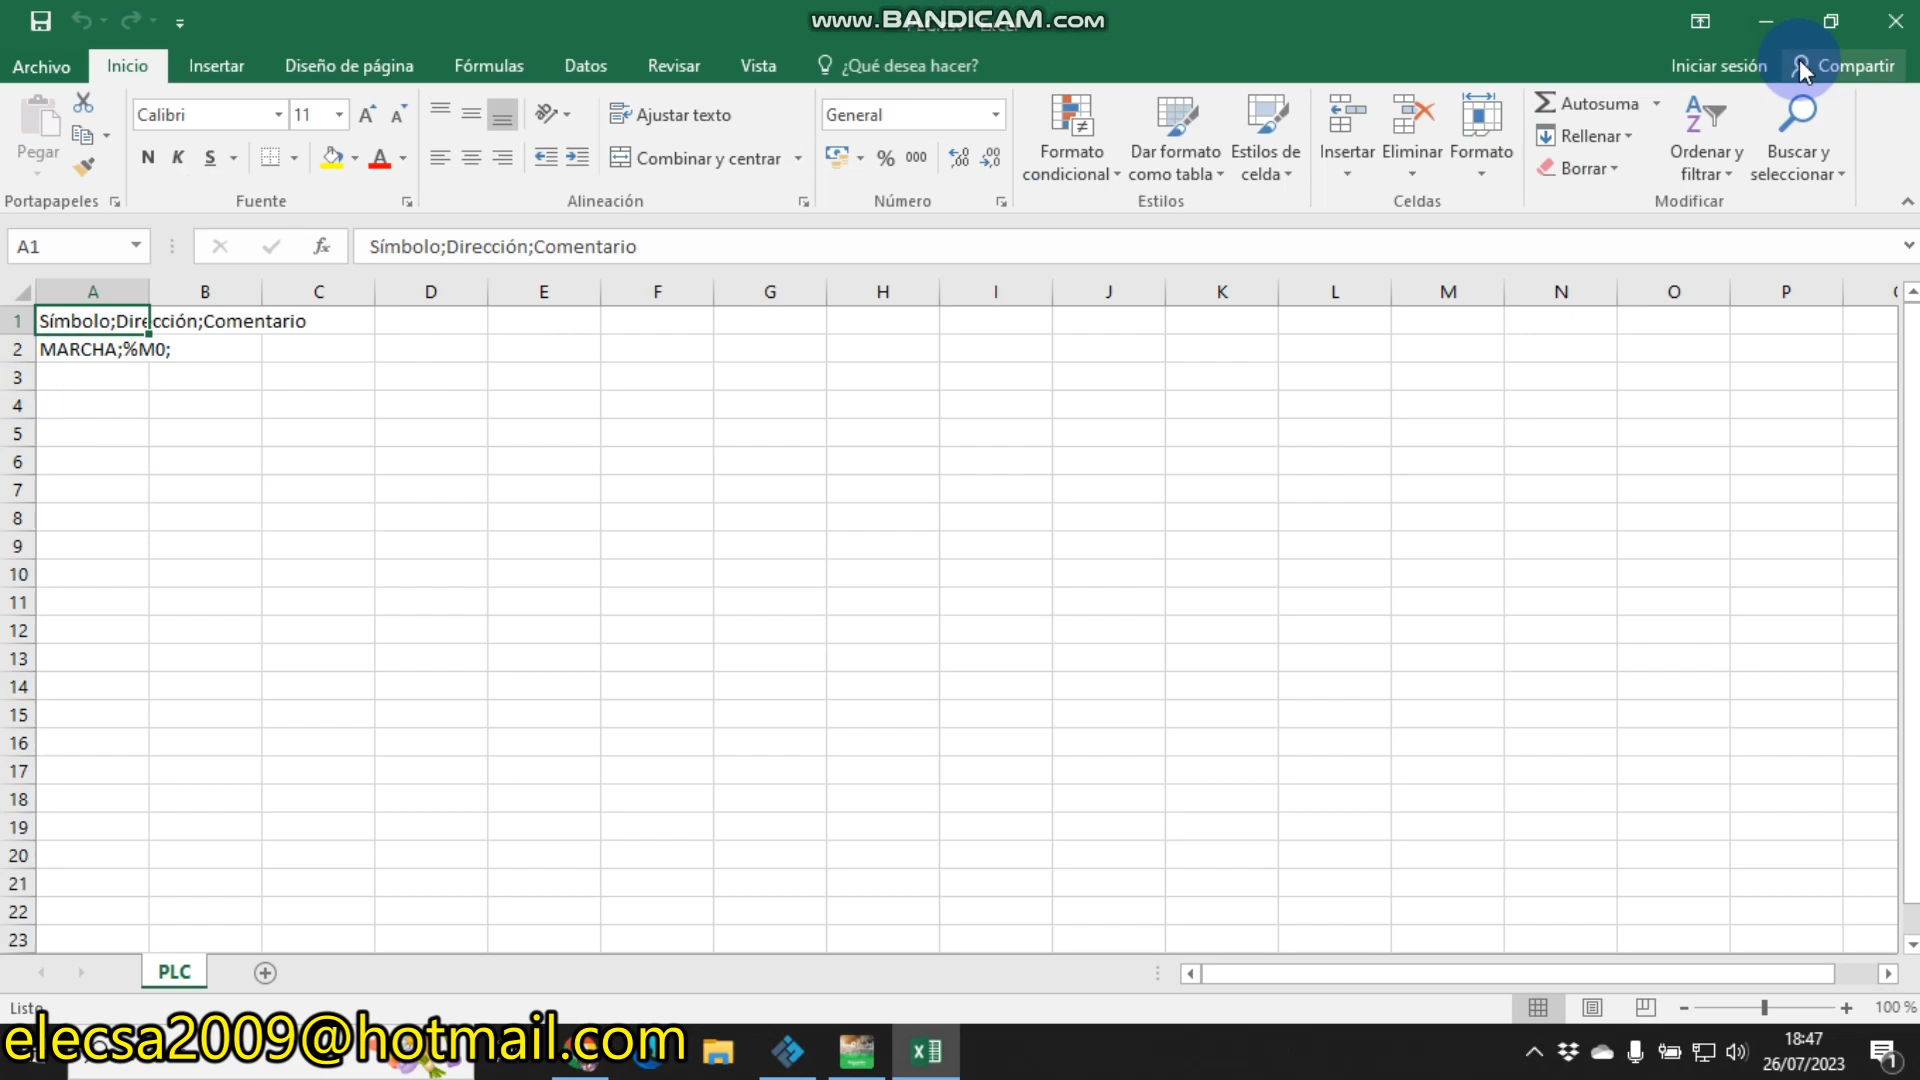 www.BANDICAM.com
Archivo Inicio Insertar Diseño de página Fórmulas Datos Revisar Vista ¿Qué desea hacer? Iniciar sesión Compartir
Calibri 11 Ajustar texto General Autosuma
Rellenar
Pegar Formato condicional Dar formato como tabla Estilos de celda Insertar Eliminar Formato Ordenar y filtrar Buscar y seleccionar
N K S Combinar y centrar % 000 Borrar
Portapapeles Fuente Alineación Número Estilos Celdas Modificar
A1 fx Símbolo;Dirección;Comentario
A B C D E F G H I J K L M N O P
1 Símbolo;Dirección;Comentario
2 MARCHA;%M0;
3
4
5
6
7
8
9
10
11
12
13
14
15
16
17
18
19
20
21
22
23
PLC
Listo 100 %
elecsa2009@hotmail.com
18:47
26/07/2023
1